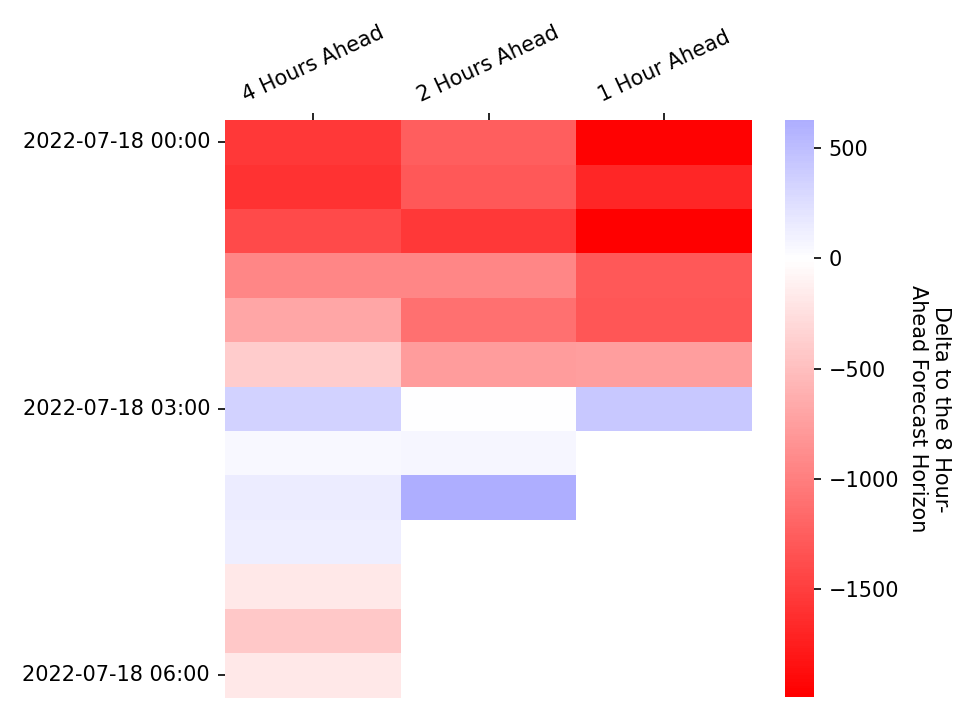 4 Hours Ahead
2 Hours Ahead
1 Hour Ahead
2022-07-18 00:00
2022-07-18 03:00
2022-07-18 06:00
500
0
−500
−1000
−1500
Delta to the 8 Hour-
Ahead Forecast Horizon